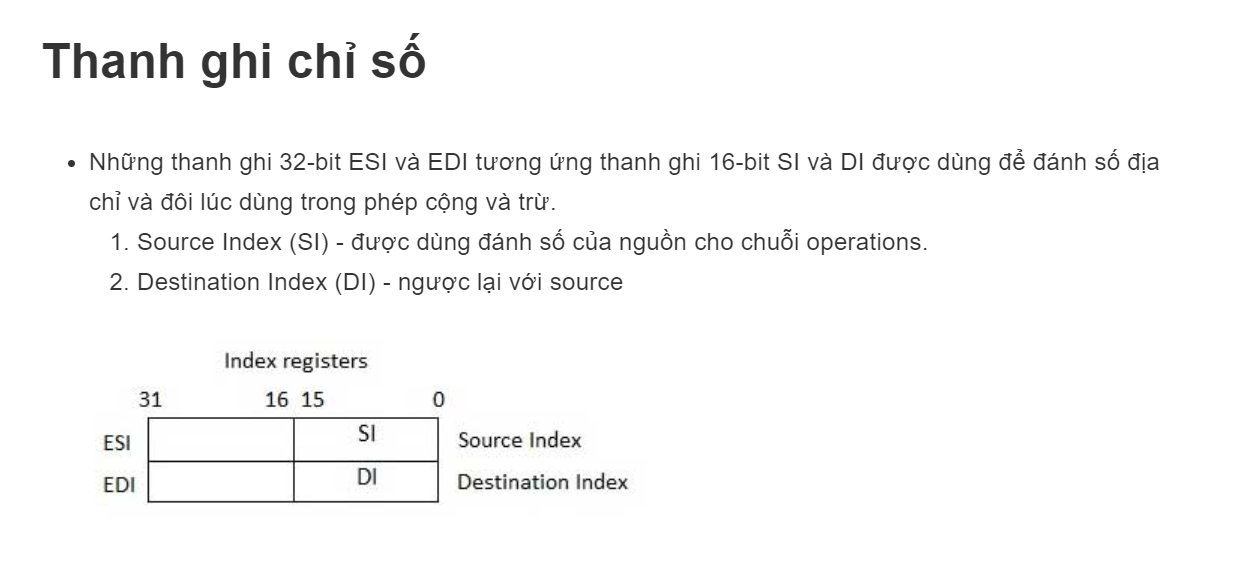 Thanh ghi chỉ số
• Những thanh ghi 32-bit ESI và EDI tương ứng thanh ghi 16-bit SI và DI được dùng để đánh số địa
chỉ và đôi lúc dùng trong phép cộng và trừ.
1. Source Index (SI) - được dùng đánh số của nguồn cho chuỗi operations.
2. Destination Index (DI) - ngược lại với source
Index registers
31 16 15 0
ESI SI Source Index
EDI DI Destination Index